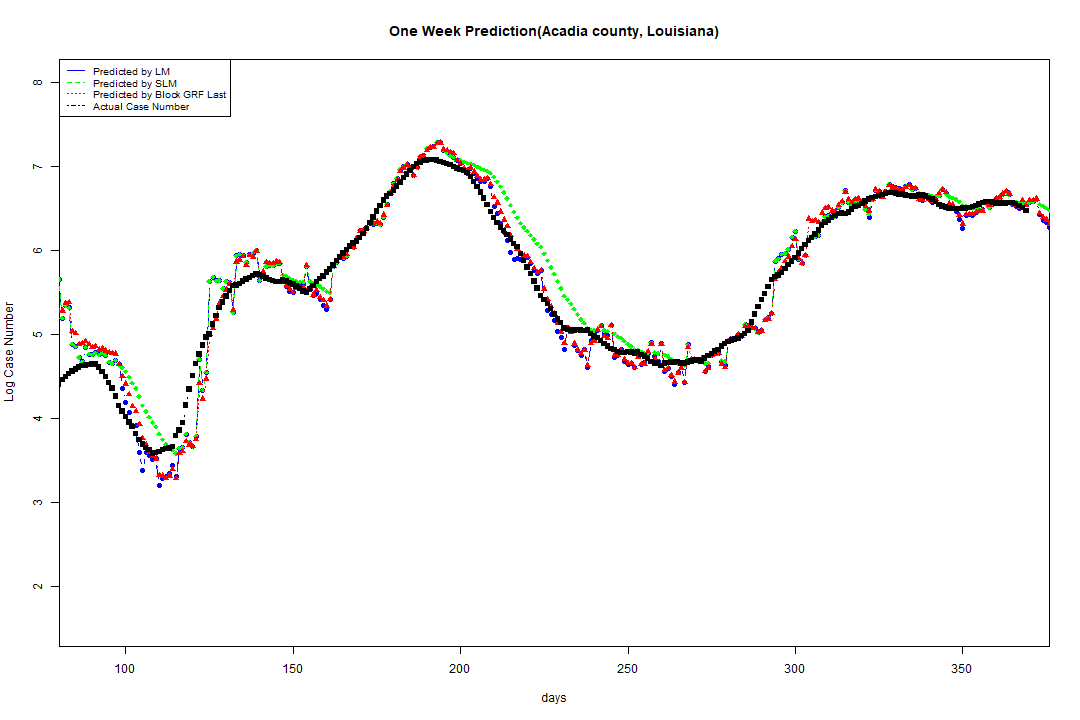 One Week Prediction(Acadia county, Louisiana)
Predicted by LM
Predicted by SLM
Predicted by Block GRF Last
Actual Case Number
8
7
6
5
4
3
2
Log Case Number
100 150 200 250 300 350
days